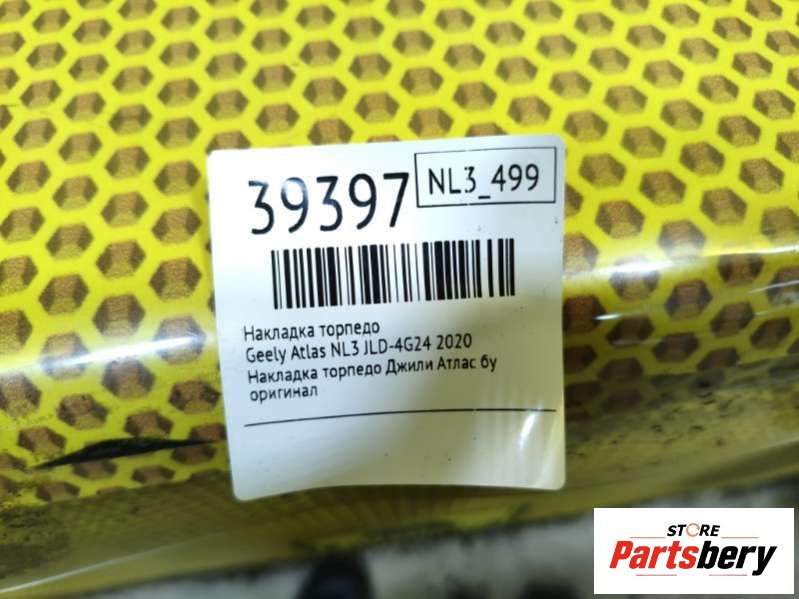 39397
NL3_499
Накладка торпедо
Geely Atlas NL3 JLD-4G24 2020
Накладка торпедо Джили Атлас бу
оригинал
STORE
Partsbery